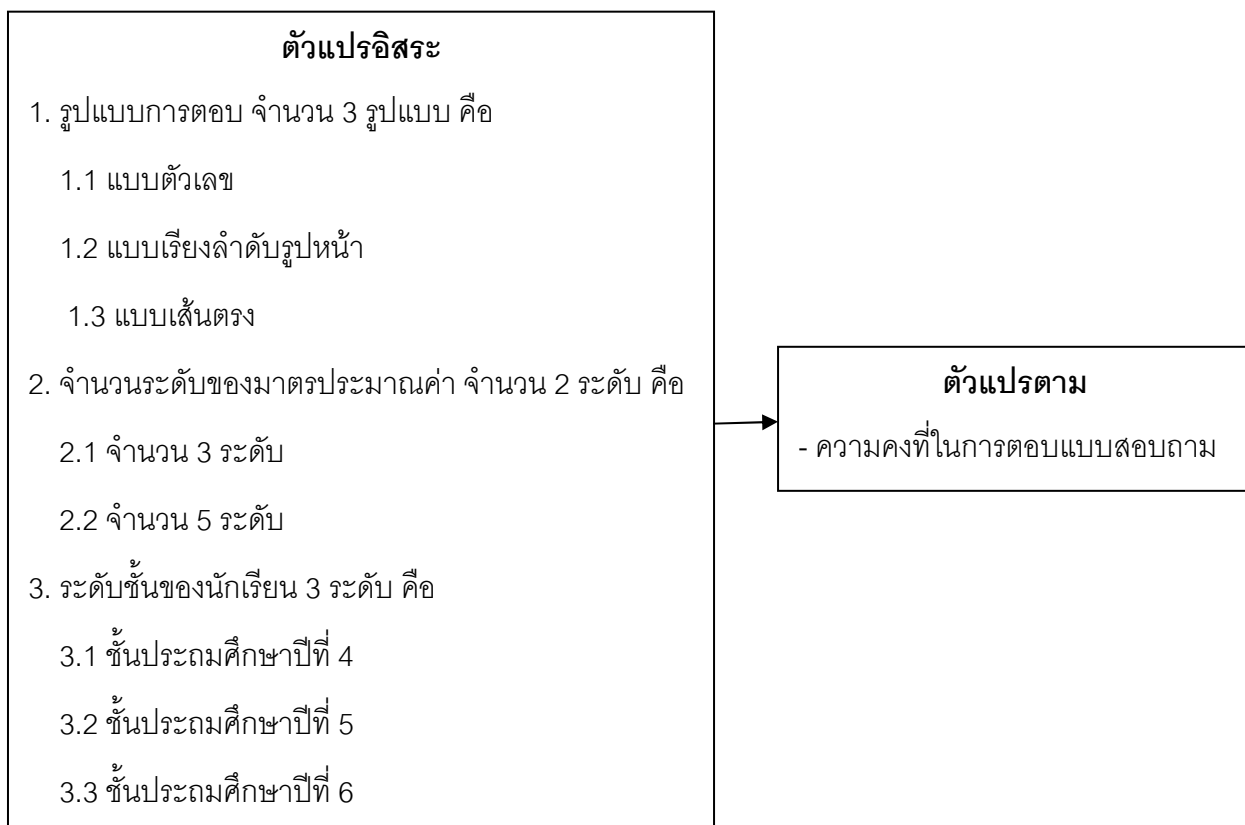 ตัวแปรอิสระ
1. รูปแบบการตอบ จำนวน 3 รูปแบบ คือ
1.1 แบบตัวเลข
1.2 แบบเรียงลำดับรูปหน้า
1.3 แบบเส้นตรง
2. จำนวนระดับของมาตรประมาณค่า จำนวน 2 ระดับ คือ
2.1 จำนวน 3 ระดับ
2.2 จำนวน 5 ระดับ
3. ระดับชั้นของนักเรียน 3 ระดับ คือ
3.1 ชั้นประถมศึกษาปีที่ 4
3.2 ชั้นประถมศึกษาปีที่ 5
3.3 ชั้นประถมศึกษาปีที่ 6
ตัวแปรตาม
- ความคงที่ในการตอบแบบสอบถาม